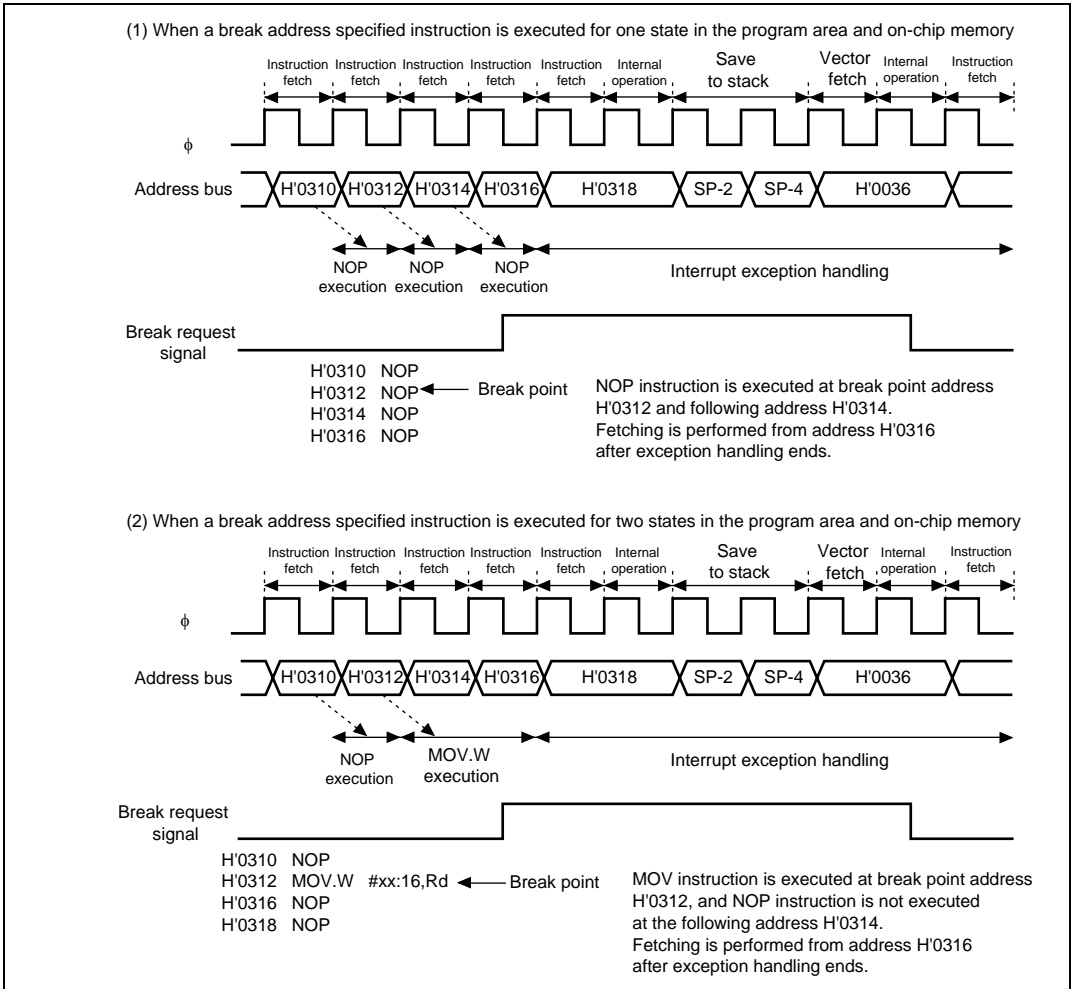 (1) When a break address specified instruction is executed for one state in the program area and on-chip memory
Instruction fetch Instruction fetch Instruction fetch Instruction fetch Instruction fetch Internal operation Save to stack Vector fetch Internal operation Instruction fetch
φ
Address bus H'0310 H'0312 H'0314 H'0316 H'0318 SP-2 SP-4 H'0036
NOP execution NOP execution NOP execution Interrupt exception handling
Break request
signal
H'0310 NOP
H'0312 NOP Break point
H'0314 NOP
H'0316 NOP
NOP instruction is executed at break point address
H'0312 and following address H'0314.
Fetching is performed from address H'0316
after exception handling ends.
(2) When a break address specified instruction is executed for two states in the program area and on-chip memory
Instruction fetch Instruction fetch Instruction fetch Instruction fetch Instruction fetch Internal operation Save to stack Vector fetch Internal operation Instruction fetch
φ
Address bus H'0310 H'0312 H'0314 H'0316 H'0318 SP-2 SP-4 H'0036
NOP execution MOV.W execution Interrupt exception handling
Break request
signal
H'0310 NOP
H'0312 MOV.W #xx:16,Rd Break point
H'0316 NOP
H'0318 NOP
MOV instruction is executed at break point address
H'0312, and NOP instruction is not executed
at the following address H'0314.
Fetching is performed from address H'0316
after exception handling ends.